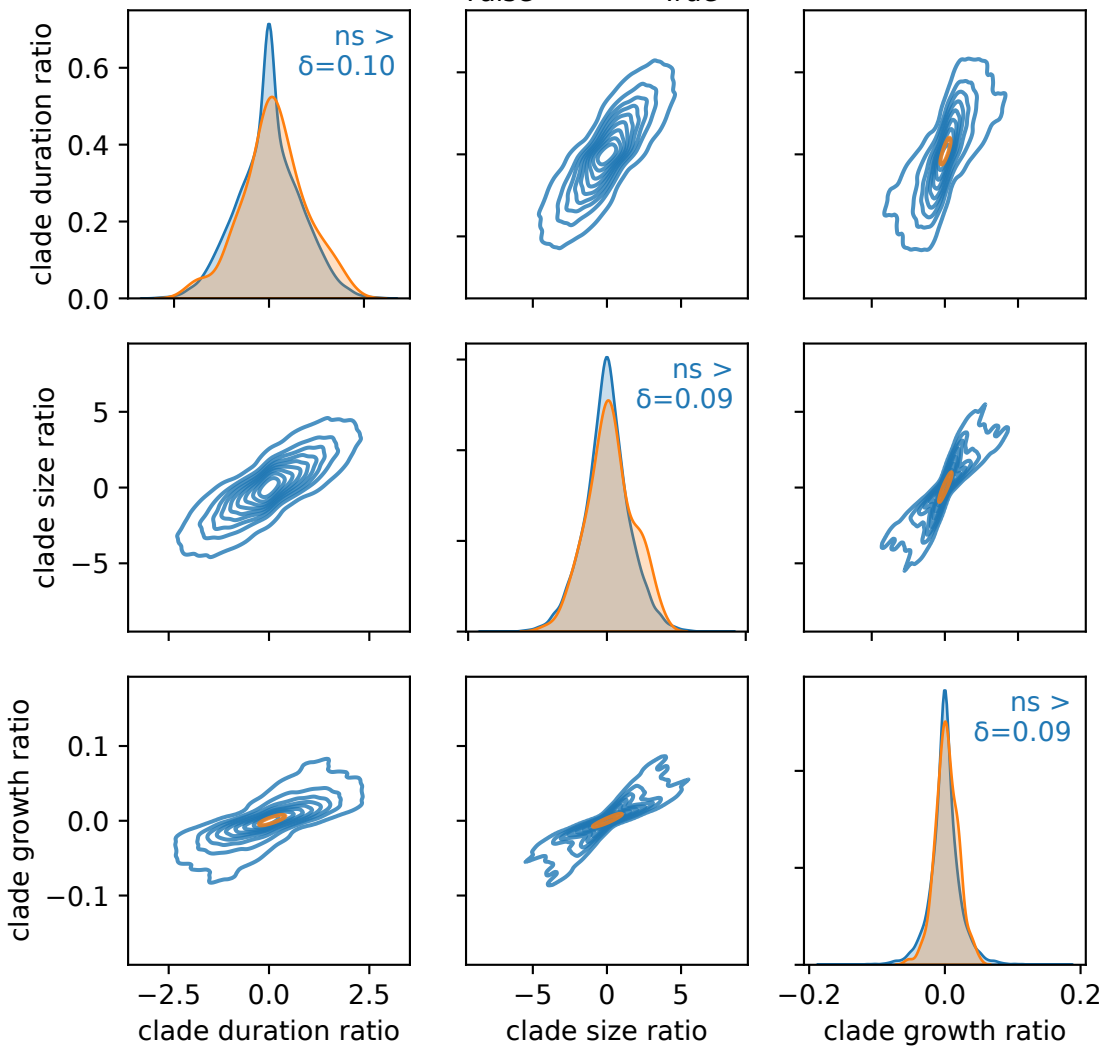 clade duration ratio
0.6
0.4
0.2
0.0
ns >
δ=0.10
clade size ratio
5
0
−5
ns >
δ=0.09
clade growth ratio
0.1
0.0
−0.1
ns >
δ=0.09
−2.5 0.0 2.5
−5 0 5
−0.2 0.0 0.2
clade duration ratio
clade size ratio
clade growth ratio